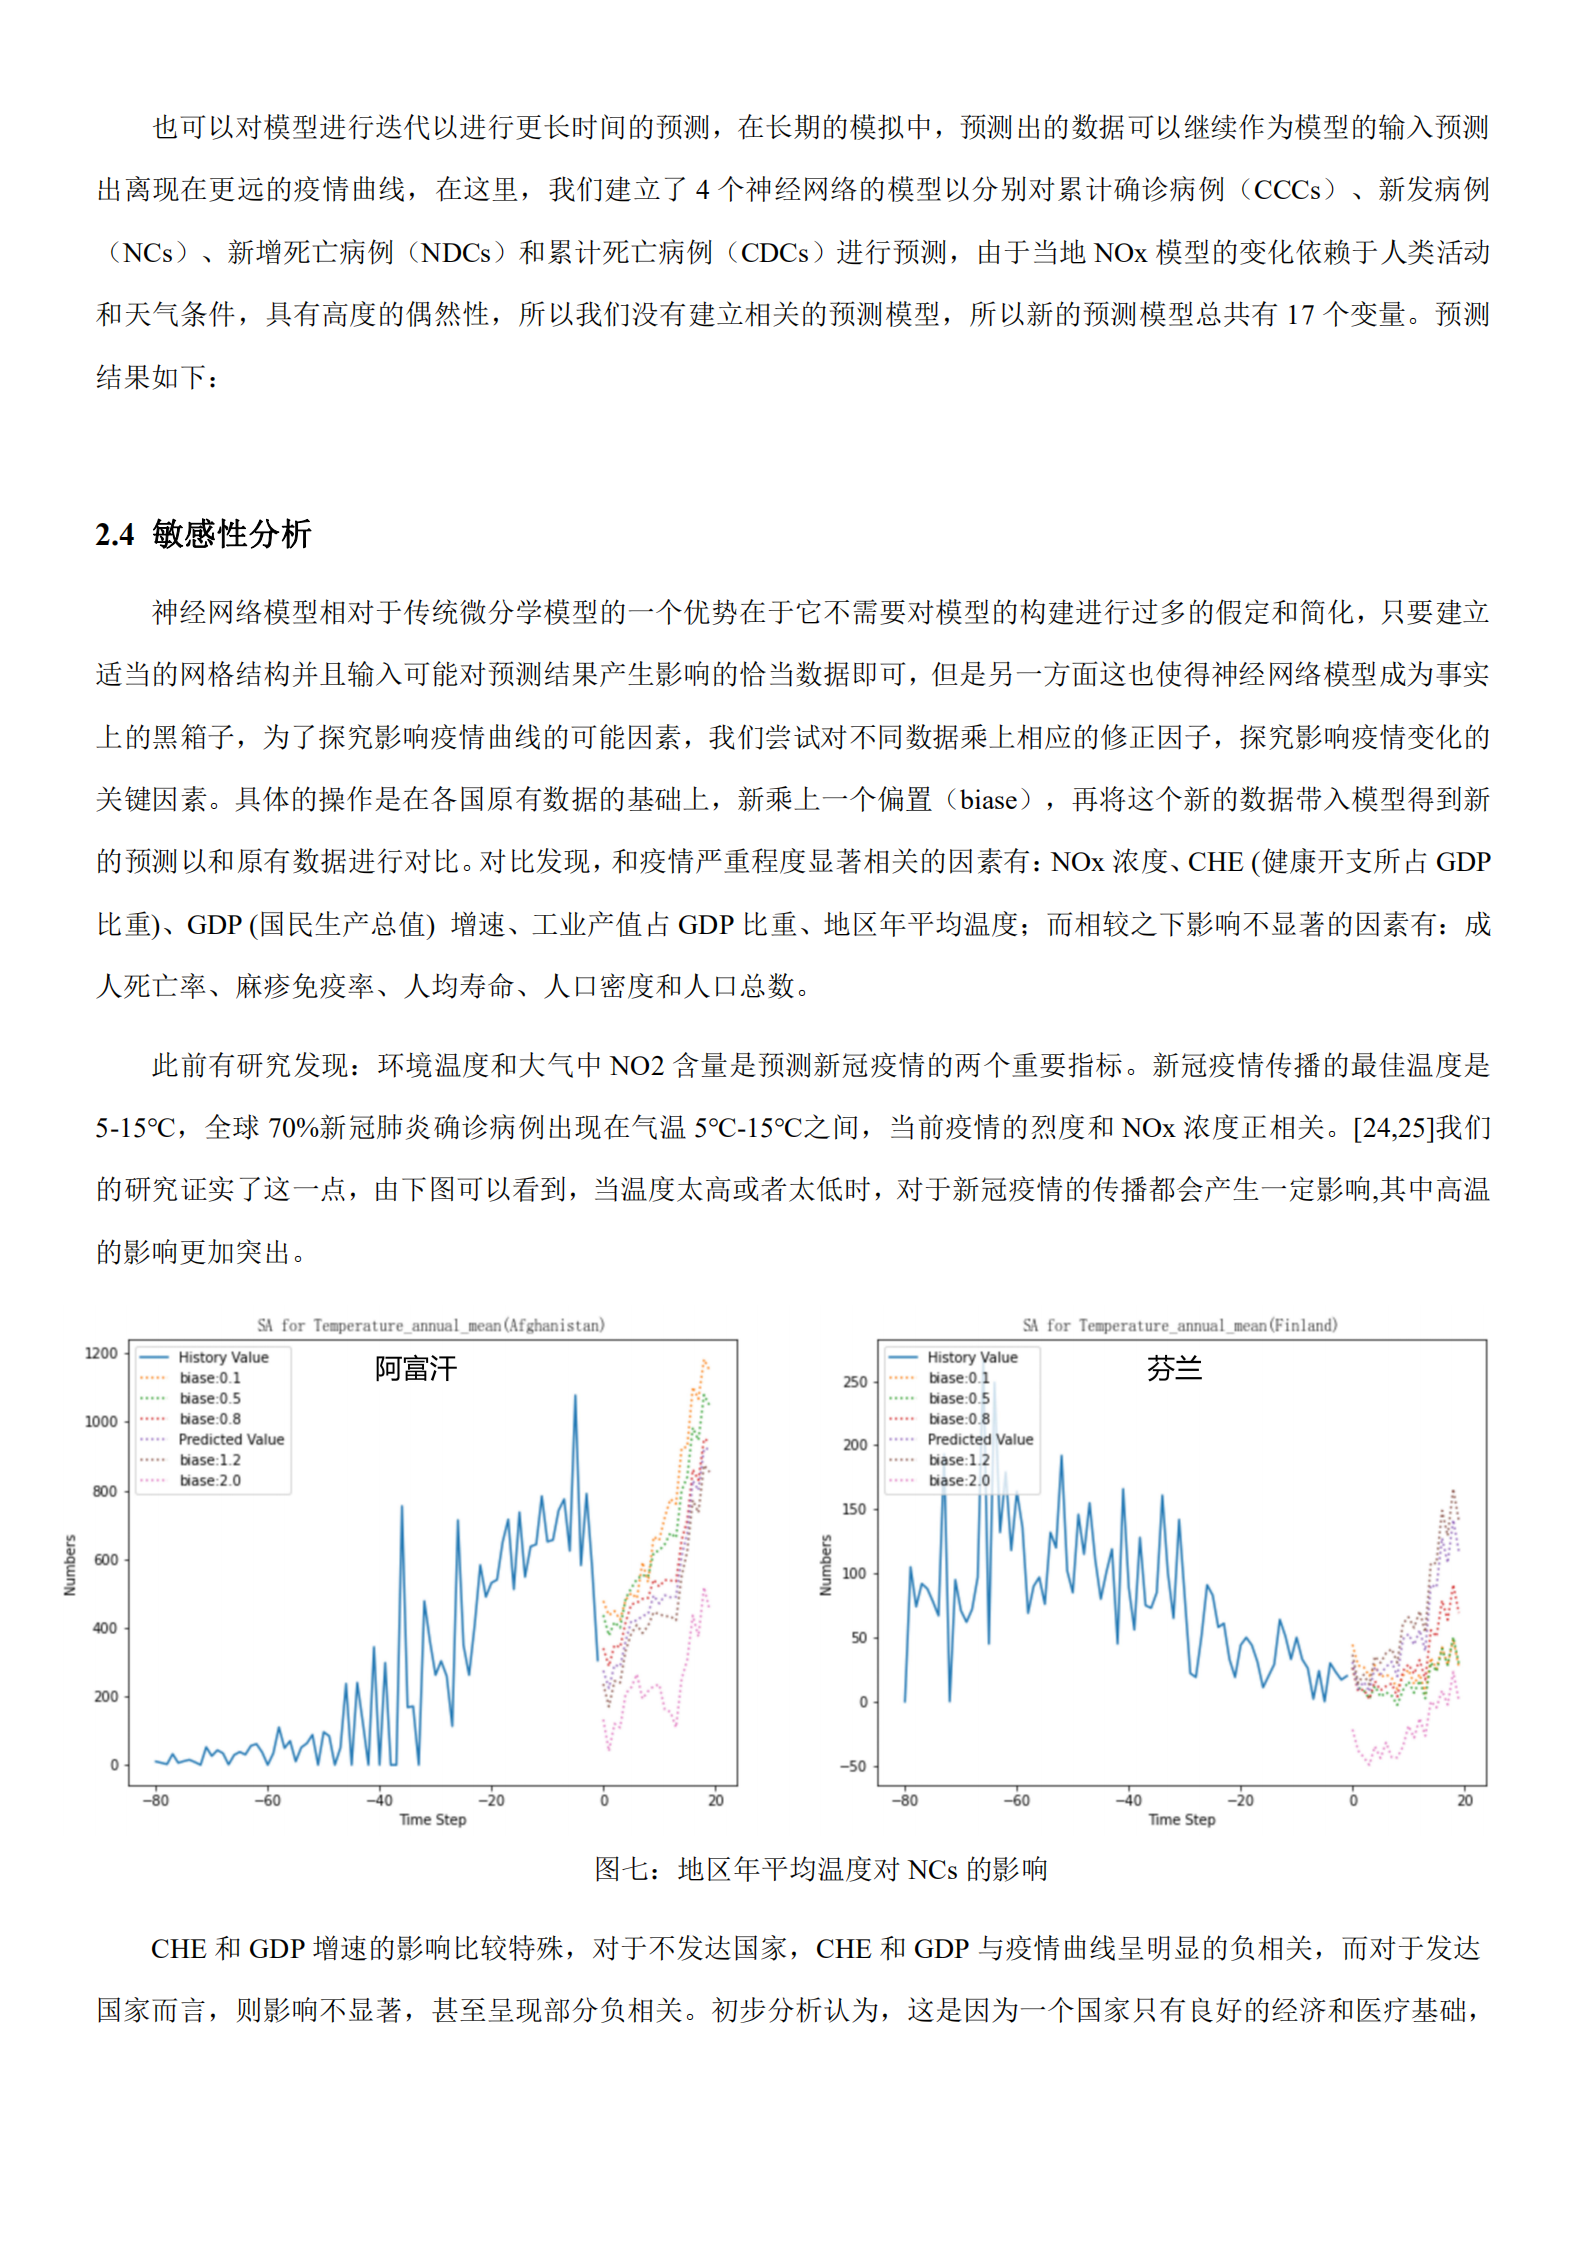 也可以对模型进行迭代以进行更长时间的预测，在长期的模拟中，预测出的数据可以继续作为模型的输入预测
出离现在更远的疫情曲线，在这里，我们建立了 4 个神经网络的模型以分别对累计确诊病例（CCCs）、新发病例
（NCs）、新增死亡病例（NDCs）和累计死亡病例（CDCs）进行预测，由于当地 NOx 模型的变化依赖于人类活动
和天气条件，具有高度的偶然性，所以我们没有建立相关的预测模型，所以新的预测模型总共有 17 个变量。预测
结果如下：
2.4 敏感性分析
神经网络模型相对于传统微分学模型的一个优势在于它不需要对模型的构建进行过多的假定和简化，只要建立
适当的网格结构并且输入可能对预测结果产生影响的恰当数据即可，但是另一方面这也使得神经网络模型成为事实
上的黑箱子，为了探究影响疫情曲线的可能因素，我们尝试对不同数据乘上相应的修正因子，探究影响疫情变化的
关键因素。具体的操作是在各国原有数据的基础上，新乘上一个偏置（biase），再将这个新的数据带入模型得到新
的预测以和原有数据进行对比。对比发现，和疫情严重程度显著相关的因素有：NOx 浓度、CHE (健康开支所占 GDP
比重)、GDP (国民生产总值) 增速、工业产值占 GDP 比重、地区年平均温度；而相较之下影响不显著的因素有：成
人死亡率、麻疹免疫率、人均寿命、人口密度和人口总数。
此前有研究发现：环境温度和大气中 NO2 含量是预测新冠疫情的两个重要指标。新冠疫情传播的最佳温度是
5-15℃，全球 70%新冠肺炎确诊病例出现在气温 5℃-15℃之间，当前疫情的烈度和 NOx 浓度正相关。[24,25]我们
的研究证实了这一点，由下图可以看到，当温度太高或者太低时，对于新冠疫情的传播都会产生一定影响,其中高温
的影响更加突出。
SA for Temperature_annual_mean(Afghanistan)
阿富汗
History Value
biase:0.1
biase:0.5
biase:0.8
Predicted Value
biase:1.2
biase:2.0
1200
1000
800
600
400
200
0
Numbers
−80 −60 −40 −20 0 20
Time Step
SA for Temperature_annual_mean(Finland)
芬兰
History Value
biase:0.1
biase:0.5
biase:0.8
Predicted Value
biase:1.2
biase:2.0
250
200
150
100
50
0
−50
Numbers
−80 −60 −40 −20 0 20
Time Step
图七：地区年平均温度对 NCs 的影响
CHE 和 GDP 增速的影响比较特殊，对于不发达国家，CHE 和 GDP 与疫情曲线呈明显的负相关，而对于发达
国家而言，则影响不显著，甚至呈现部分负相关。初步分析认为，这是因为一个国家只有良好的经济和医疗基础，